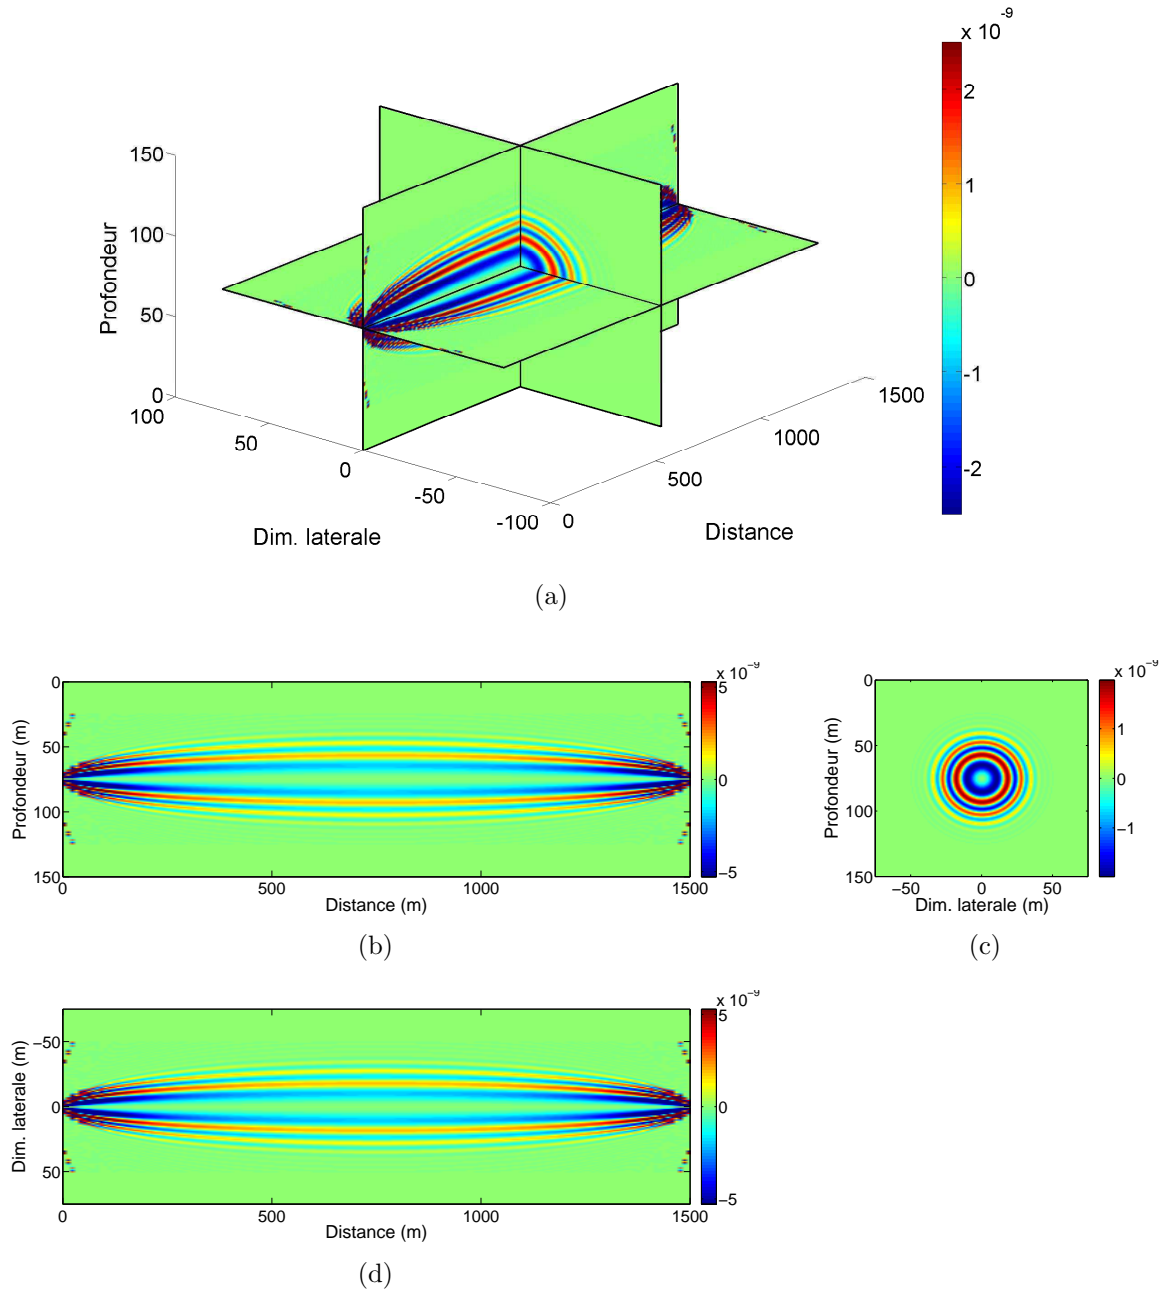 x 10
-9
2
1
0
-1
-2
150
100
50
0
Profondeur
100
50
0
-50
-100
Dim. laterale
0
500
1000
1500
Distance
(a)
0
50
100
150
Profondeur (m)
0
500
1000
1500
Distance (m)
x 10⁻⁹
5
0
−5
(b)
0
50
100
150
Profondeur (m)
−50
0
50
Dim. laterale (m)
x 10⁻⁹
1
0
−1
(c)
−50
0
50
Dim. laterale (m)
0
500
1000
1500
Distance (m)
x 10⁻⁹
5
0
−5
(d)